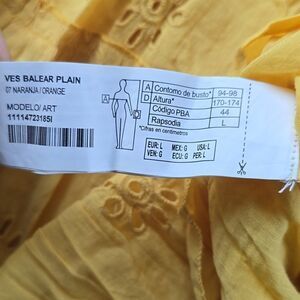 VES BALEAR PLAIN
07 NARANJA/ORANGE
MODELO/ ART
11114723185I
A
A Contorno de busto* 94-98
D Altura* 170-174
Código PBA 44
Rapsodia L
*Cifras en centímetros
EUR: L MEX: G USA: L
VEN: G ECU: G PER: L